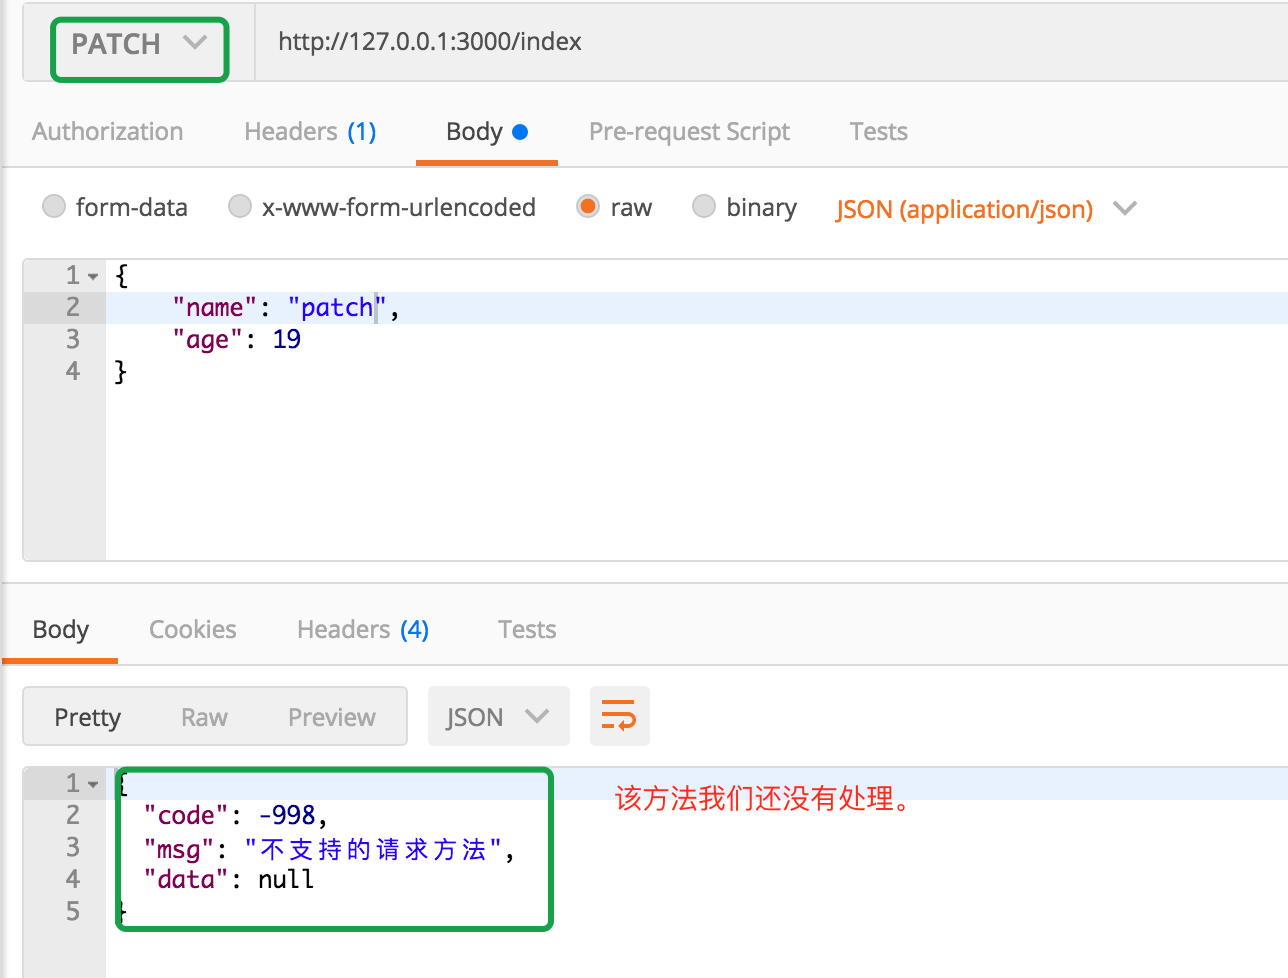 PATCH http://127.0.0.1:3000/index
Authorization Headers (1) Body Pre-request Script Tests
form-data x-www-form-urlencoded raw binary JSON (application/json)
1 {
2 "name": "patch",
3 "age": 19
4 }
Body Cookies Headers (4) Tests
Pretty Raw Preview JSON
1 {
2 "code": -998,
3 "msg": "不支持的请求方法",
4 "data": null
5 }
该方法我们还没有处理。